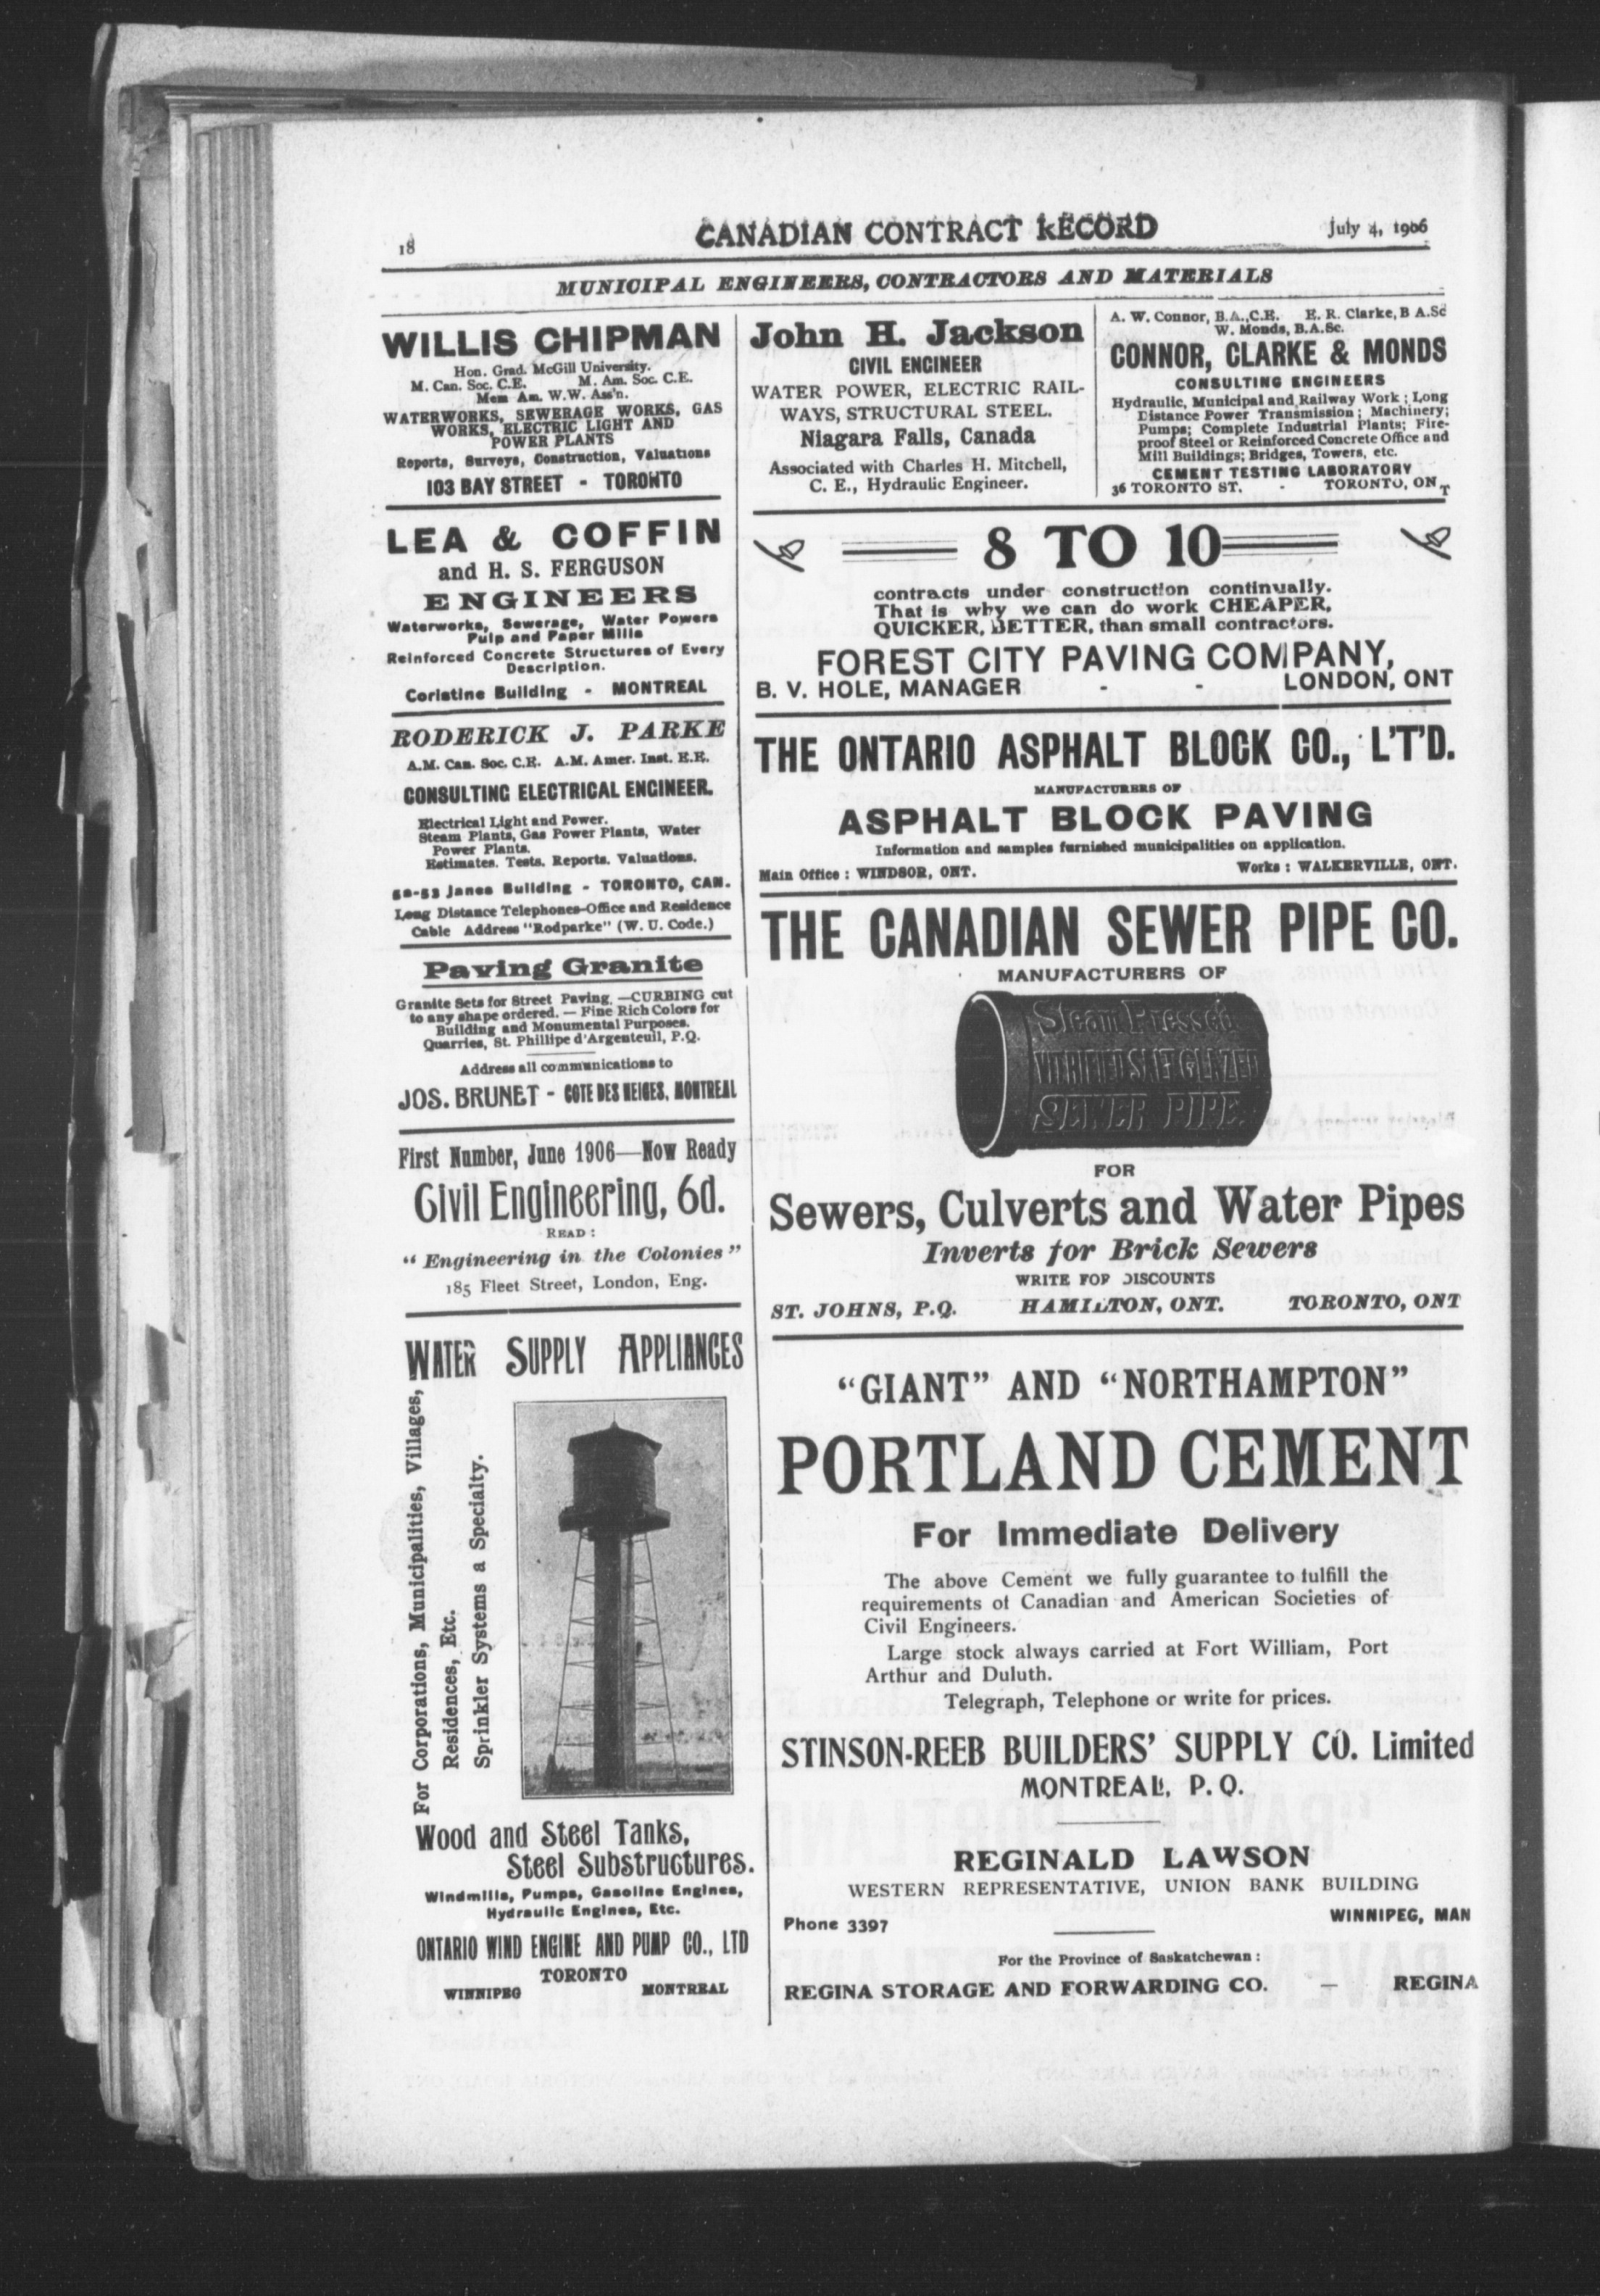 18
CANADIAN CONTRACT RECORD
July 4, 1906
MUNICIPAL ENGINEERS, CONTRACTORS AND MATERIALS
WILLIS CHIPMAN
Hon. Grad. McGill University.
M. Can. Soc. C.E. M. Am. Soc. C.E.
Mem Am. W.W. Ass'n.
WATERWORKS, SEWERAGE WORKS, GAS
WORKS, ELECTRIC LIGHT AND
POWER PLANTS
Reports, Surveys, Construction, Valuations
103 BAY STREET - TORONTO
LEA & COFFIN
and H. S. FERGUSON
ENGINEERS
Waterworks, Sewerage, Water Powers
Pulp and Paper Mills
Reinforced Concrete Structures of Every
Description.
Coristine Building - MONTREAL
RODERICK J. PARKE
A.M. Can. Soc. C.E. A.M. Amer. Inst. E.E.
CONSULTING ELECTRICAL ENGINEER.
Electrical Light and Power.
Steam Plants, Gas Power Plants, Water
Power Plants.
Estimates. Tests. Reports. Valuations.
52-53 Janes Building - TORONTO, CAN.
Long Distance Telephones-Office and Residence
Cable Address "Rodparke" (W. U. Code.)
Paving Granite
Granite Sets for Street Paving. —CURBING cut
to any shape ordered. — Fine Rich Colors for
Building and Monumental Purposes.
Quarries, St. Phillipe d'Argenteuil, P.Q.
Address all communications to
JOS. BRUNET - COTE DES NEIGES, MONTREAL
First Number, June 1906—Now Ready
Civil Engineering, 6d.
READ:
"Engineering in the Colonies"
185 Fleet Street, London, Eng.
WATER SUPPLY APPLIANCES
For Corporations, Municipalities, Villages,
Residences, Etc.
Sprinkler Systems a Specialty.
Wood and Steel Tanks,
Steel Substructures.
Windmills, Pumps, Gasoline Engines,
Hydraulic Engines, Etc.
ONTARIO WIND ENGINE AND PUMP CO., LTD
TORONTO
WINNIPEG MONTREAL
John H. Jackson
CIVIL ENGINEER
WATER POWER, ELECTRIC RAIL-
WAYS, STRUCTURAL STEEL.
Niagara Falls, Canada
Associated with Charles H. Mitchell,
C. E., Hydraulic Engineer.
A. W. Connor, B.A.,C.E. E. R. Clarke, B A.Sc
W. Monds, B.A.Sc.
CONNOR, CLARKE & MONDS
CONSULTING ENGINEERS
Hydraulic, Municipal and Railway Work; Long
Distance Power Transmission; Machinery;
Pumps; Complete Industrial Plants; Fire-
proof Steel or Reinforced Concrete Office and
Mill Buildings; Bridges, Towers, etc.
CEMENT TESTING LABORATORY
36 TORONTO ST. - TORONTO, ONT
8 TO 10
contracts under construction continually.
That is why we can do work CHEAPER,
QUICKER, BETTER, than small contractors.
FOREST CITY PAVING COMPANY,
B. V. HOLE, MANAGER - - LONDON, ONT
THE ONTARIO ASPHALT BLOCK CO., L'T'D.
MANUFACTURERS OF
ASPHALT BLOCK PAVING
Information and samples furnished municipalities on application.
Main Office: WINDSOR, ONT. Works: WALKERVILLE, ONT.
THE CANADIAN SEWER PIPE CO.
MANUFACTURERS OF
Steam Pressed
VITRIFIED SALT GLAZED
SEWER PIPE.
FOR
Sewers, Culverts and Water Pipes
Inverts for Brick Sewers
WRITE FOR DISCOUNTS
ST. JOHNS, P.Q. HAMILTON, ONT. TORONTO, ONT
"GIANT" AND "NORTHAMPTON"
PORTLAND CEMENT
For Immediate Delivery
The above Cement we fully guarantee to fulfill the
requirements of Canadian and American Societies of
Civil Engineers.
Large stock always carried at Fort William, Port
Arthur and Duluth.
Telegraph, Telephone or write for prices.
STINSON-REEB BUILDERS' SUPPLY CO. Limited
MONTREAL, P. Q.
REGINALD LAWSON
WESTERN REPRESENTATIVE, UNION BANK BUILDING
Phone 3397 WINNIPEG, MAN
For the Province of Saskatchewan:
REGINA STORAGE AND FORWARDING CO. — REGINA